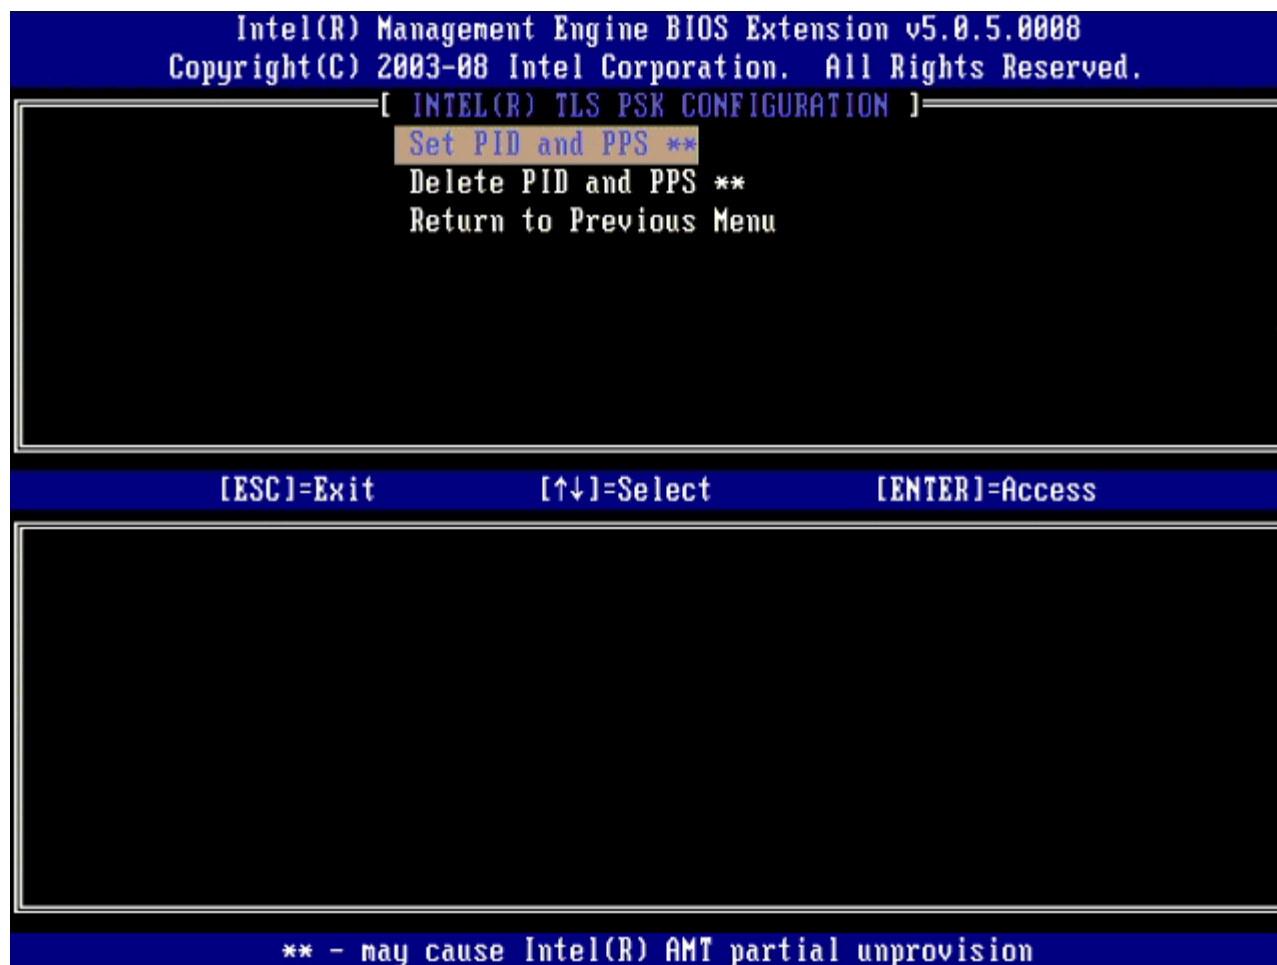 Intel(R) Management Engine BIOS Extension v5.0.5.0008
Copyright(C) 2003-08 Intel Corporation. All Rights Reserved.
[ INTEL(R) TLS PSK CONFIGURATION ]
Set PID and PPS **
Delete PID and PPS **
Return to Previous Menu
[ESC]=Exit [↑↓]=Select [ENTER]=Access
** - may cause Intel(R) AMT partial unprovision